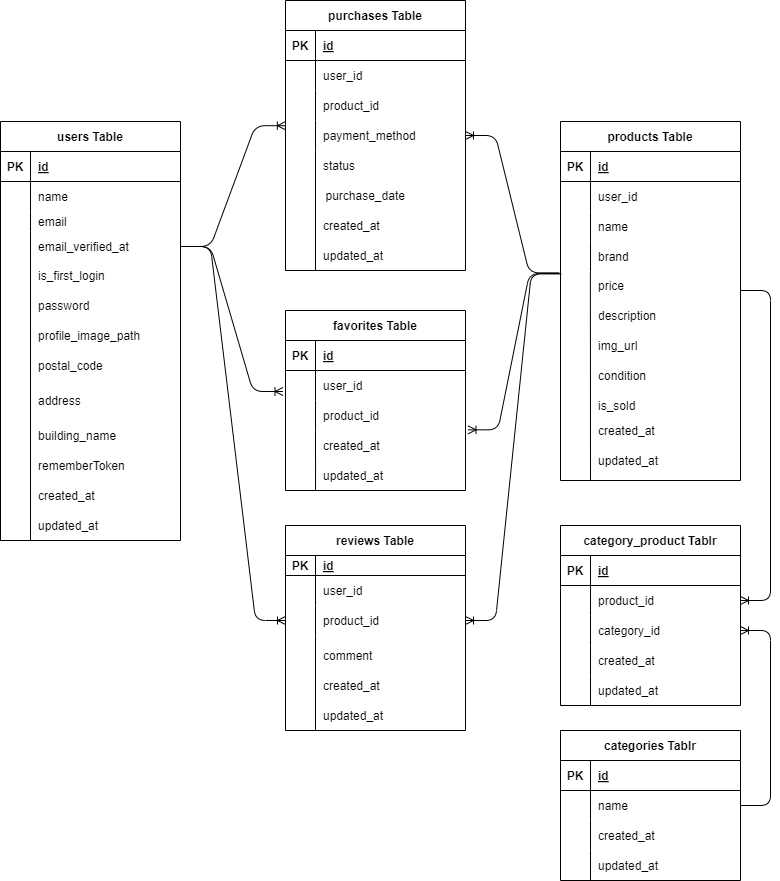 purchases Table
PK id
user_id
product_id
payment_method
status
purchase_date
created_at
updated_at
users Table
PK id
name
email
email_verified_at
is_first_login
password
profile_image_path
postal_code
address
building_name
rememberToken
created_at
updated_at
favorites Table
PK id
user_id
product_id
created_at
updated_at
reviews Table
PK id
user_id
product_id
comment
created_at
updated_at
products Table
PK id
user_id
name
brand
price
description
img_url
condition
is_sold
created_at
updated_at
category_product Tablr
PK id
product_id
category_id
created_at
updated_at
categories Tablr
PK id
name
created_at
updated_at